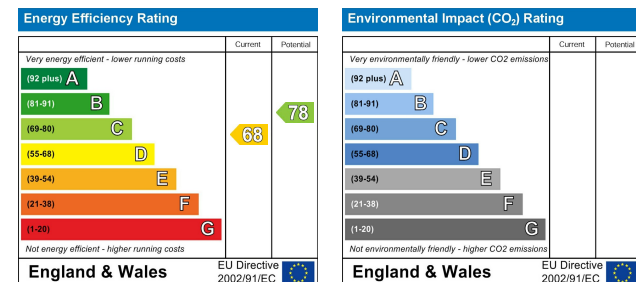 Energy Efficiency Rating
Current Potential
Very energy efficient - lower running costs
(92 plus) A
(81-91) B
(69-80) C
(55-68) D
(39-54) E
(21-38) F
(1-20) G
68
78
Not energy efficient - higher running costs
England & Wales
EU Directive
2002/91/EC
Environmental Impact (CO₂) Rating
Current Potential
Very environmentally friendly - lower CO2 emissions
(92 plus) A
(81-91) B
(69-80) C
(55-68) D
(39-54) E
(21-38) F
(1-20) G
Not environmentally friendly - higher CO2 emissions
England & Wales
EU Directive
2002/91/EC